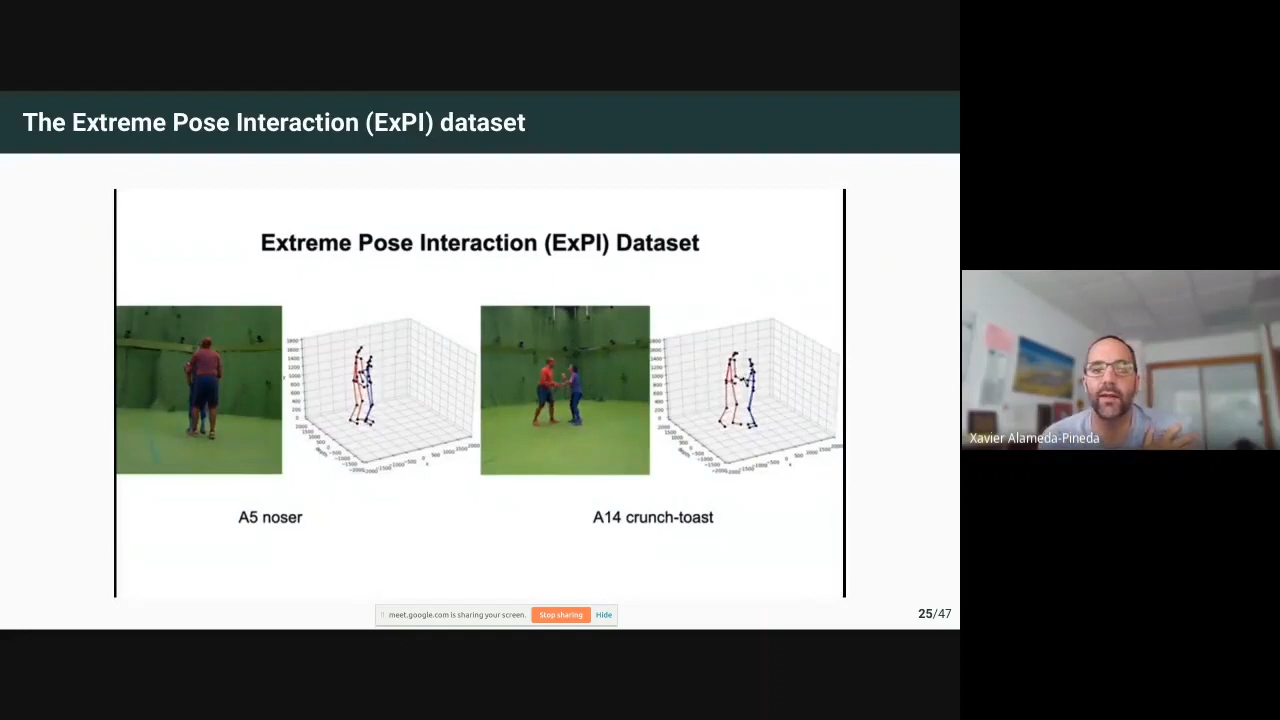 The Extreme Pose Interaction (ExPI) dataset
Extreme Pose Interaction (ExPI) Dataset
A5 noser
A14 crunch-toast
meet.google.com is sharing your screen.
Stop sharing
Hide
25/47
Xavier Alameda-Pineda